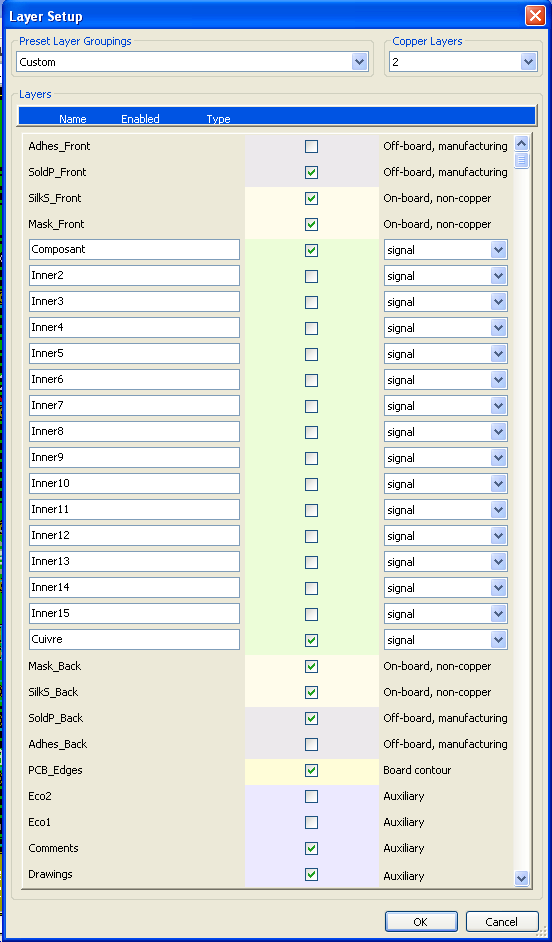 Layer Setup
Preset Layer Groupings Copper Layers
Custom 2
Layers
Name Enabled Type
Adhes_Front Off-board, manufacturing
SoldP_Front Off-board, manufacturing
SilkS_Front On-board, non-copper
Mask_Front On-board, non-copper
Composant signal
Inner2 signal
Inner3 signal
Inner4 signal
Inner5 signal
Inner6 signal
Inner7 signal
Inner8 signal
Inner9 signal
Inner10 signal
Inner11 signal
Inner12 signal
Inner13 signal
Inner14 signal
Inner15 signal
Cuivre signal
Mask_Back On-board, non-copper
SilkS_Back On-board, non-copper
SoldP_Back Off-board, manufacturing
Adhes_Back Off-board, manufacturing
PCB_Edges Board contour
Eco2 Auxiliary
Eco1 Auxiliary
Comments Auxiliary
Drawings Auxiliary
OK Cancel